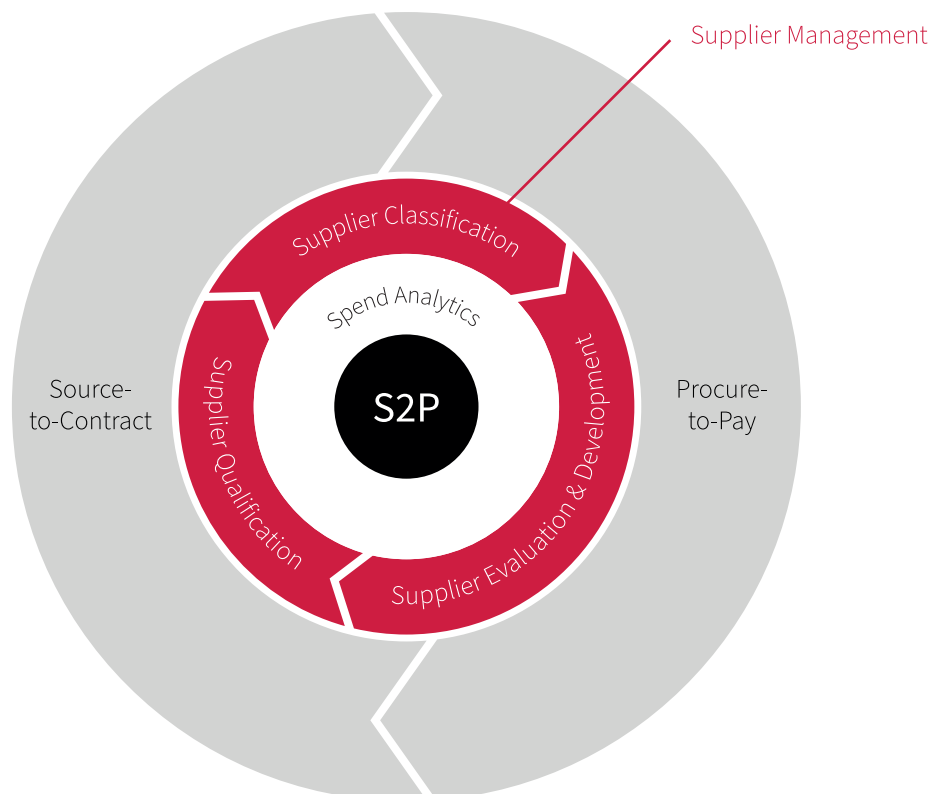 Supplier Management
Supplier Classification
Spend Analytics
S2P
Source-
to-Contract
Procure-
to-Pay
Supplier Qualification
Supplier Evaluation & Development